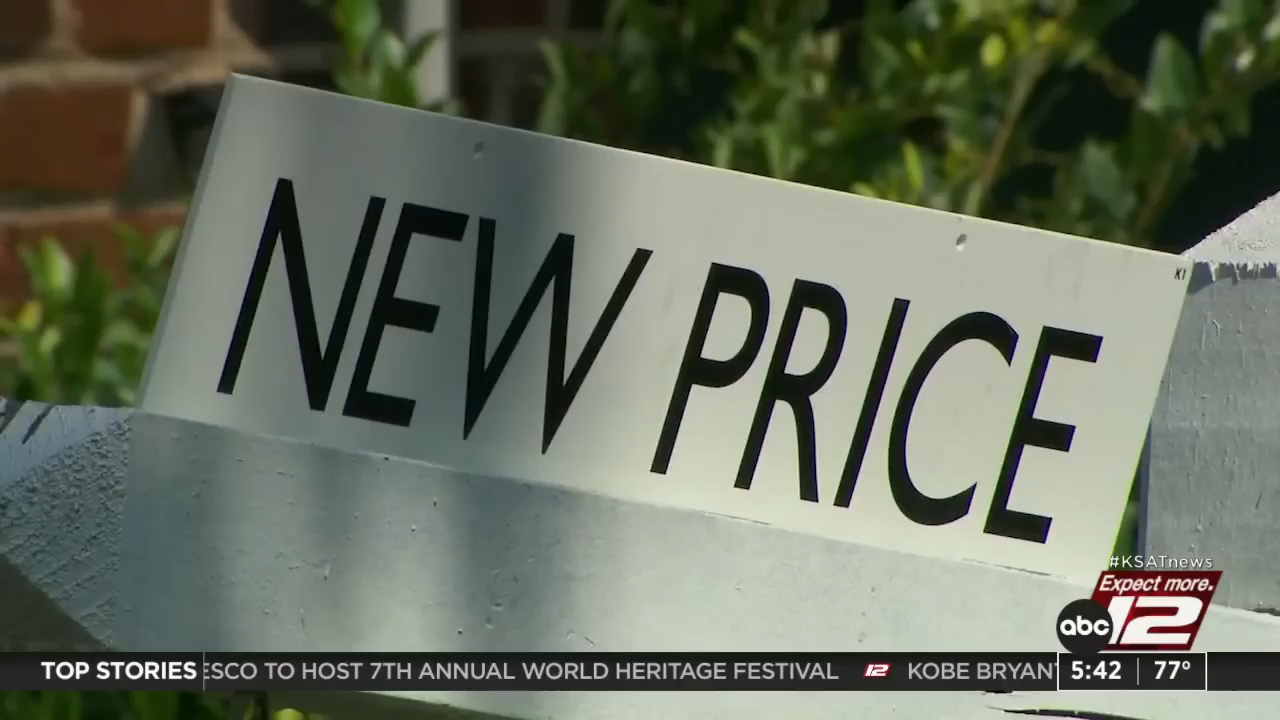 NEW PRICE
K1
#KSATnews
Expect more.
abc 12
TOP STORIES ESCO TO HOST 7TH ANNUAL WORLD HERITAGE FESTIVAL 12 KOBE BRYAN 5:42 77°